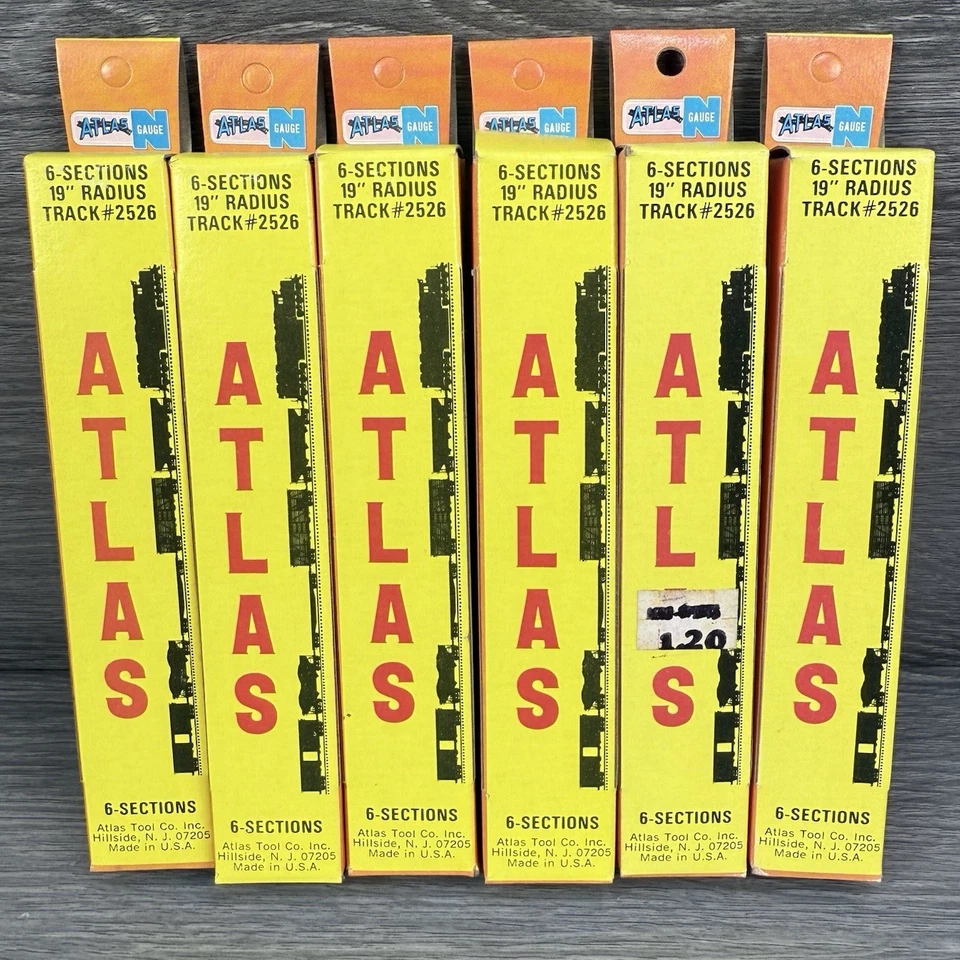 ATLAS N GAUGE
6-SECTIONS
19" RADIUS
TRACK#2526
ATLAS
6-SECTIONS
Atlas Tool Co. Inc.
Hillside, N. J. 07205
Made in U.S.A.
ATLAS N GAUGE
6-SECTIONS
19" RADIUS
TRACK#2526
ATLAS
6-SECTIONS
Atlas Tool Co. Inc.
Hillside, N. J. 07205
Made in U.S.A.
ATLAS N GAUGE
6-SECTIONS
19" RADIUS
TRACK#2526
ATLAS
6-SECTIONS
Atlas Tool Co. Inc.
Hillside, N. J. 07205
Made in U.S.A.
ATLAS N GAUGE
6-SECTIONS
19" RADIUS
TRACK#2526
ATLAS
6-SECTIONS
Atlas Tool Co. Inc.
Hillside, N. J. 07205
Made in U.S.A.
ATLAS N GAUGE
6-SECTIONS
19" RADIUS
TRACK#2526
ATLAS
1.20
6-SECTIONS
Atlas Tool Co. Inc.
Hillside, N. J. 07205
Made in U.S.A.
ATLAS N GAUGE
6-SECTIONS
19" RADIUS
TRACK#2526
ATLAS
6-SECTIONS
Atlas Tool Co. Inc.
Hillside, N. J. 07205
Made in U.S.A.